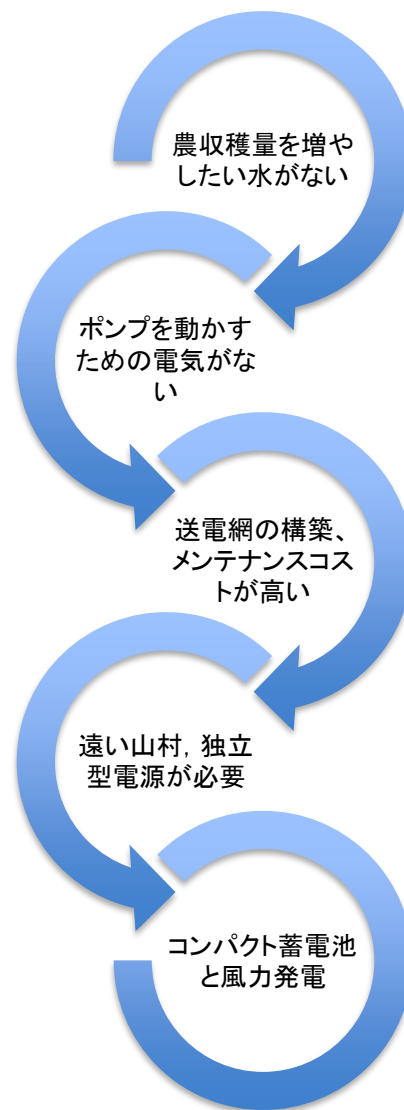 農収穫量を増や
したい水がない
ポンプを動かす
ための電気がな
い
送電網の構築、
メンテナンスコス
トが高い
遠い山村，独立
型電源が必要
コンパクト蓄電池
と風力発電